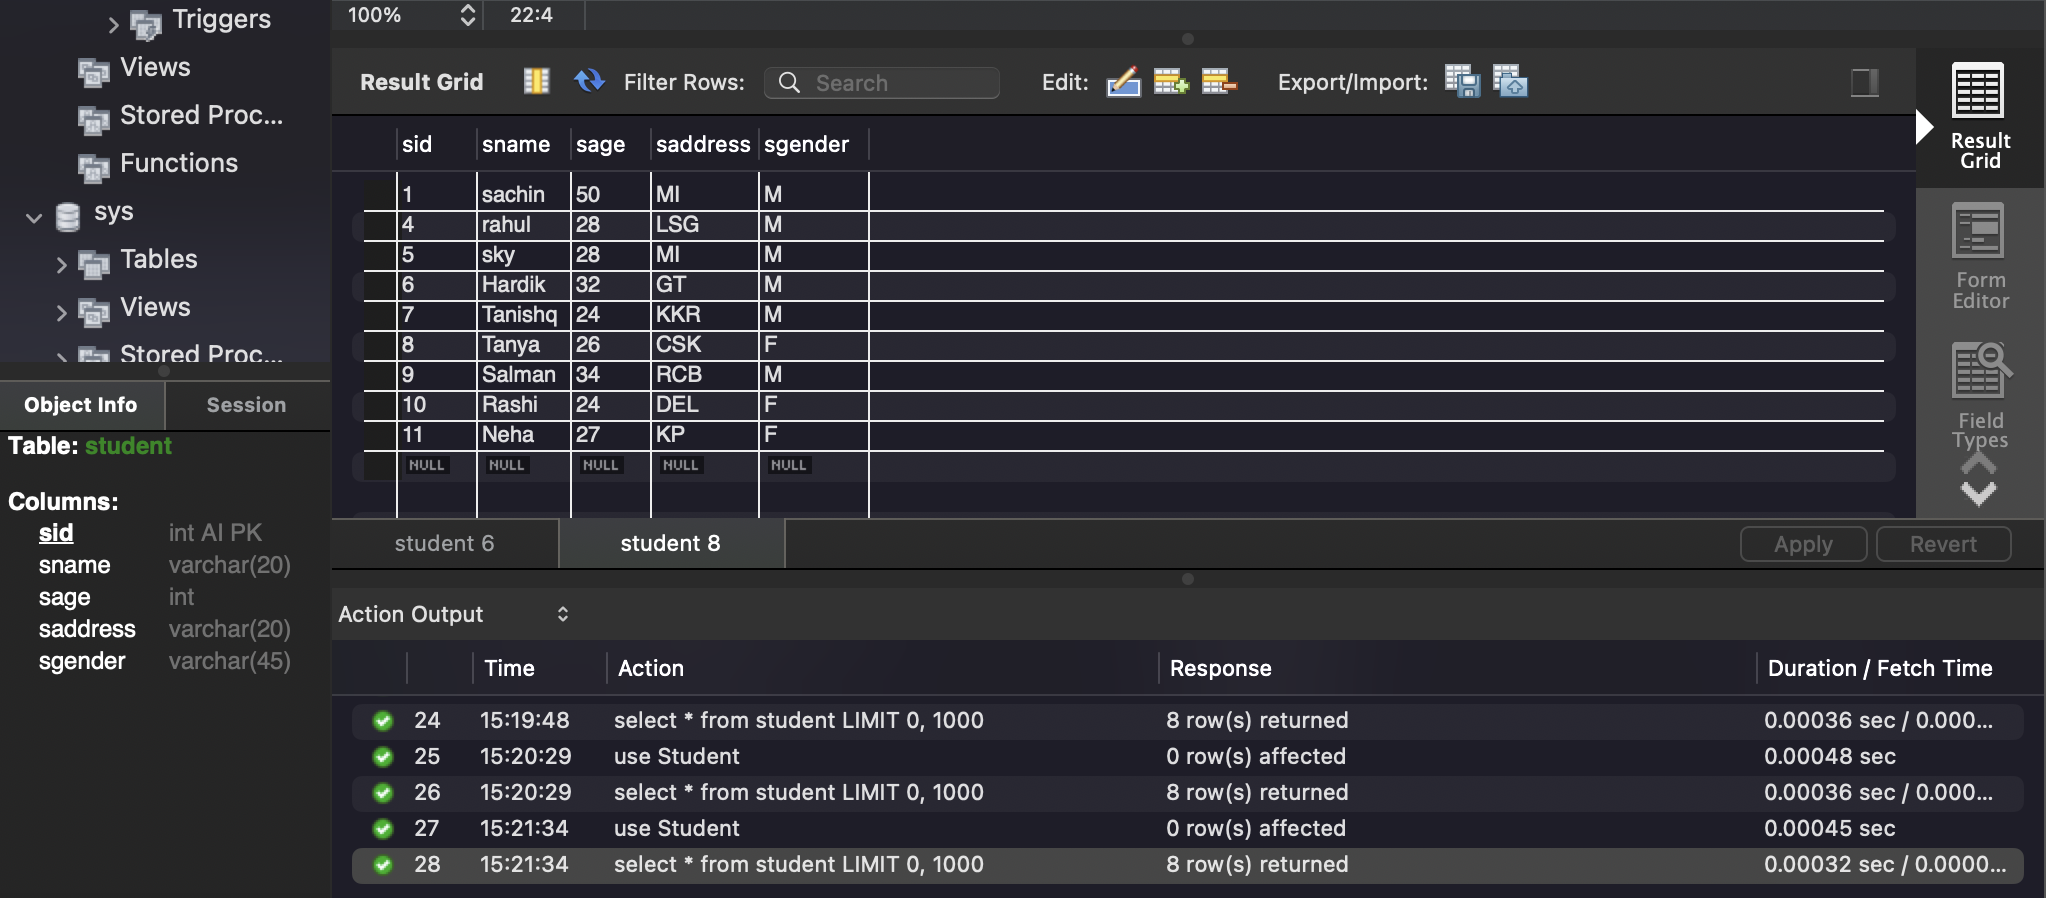 Triggers
Views
Stored Proc...
Functions
sys
Tables
Views
Stored Proc...
Object Info Session
Table: student
Columns:
sid int AI PK
sname varchar(20)
sage int
saddress varchar(20)
sgender varchar(45)
100% 22:4
Result Grid Filter Rows: Search Edit: Export/Import:
sid sname sage saddress sgender
1 sachin 50 MI M
4 rahul 28 LSG M
5 sky 28 MI M
6 Hardik 32 GT M
7 Tanishq 24 KKR M
8 Tanya 26 CSK F
9 Salman 34 RCB M
10 Rashi 24 DEL F
11 Neha 27 KP F
NULL NULL NULL NULL NULL
Result
Grid
Form
Editor
Field
Types
student 6 student 8 Apply Revert
Action Output
Time Action Response Duration / Fetch Time
24 15:19:48 select * from student LIMIT 0, 1000 8 row(s) returned 0.00036 sec / 0.000...
25 15:20:29 use Student 0 row(s) affected 0.00048 sec
26 15:20:29 select * from student LIMIT 0, 1000 8 row(s) returned 0.00036 sec / 0.000...
27 15:21:34 use Student 0 row(s) affected 0.00045 sec
28 15:21:34 select * from student LIMIT 0, 1000 8 row(s) returned 0.00032 sec / 0.0000...